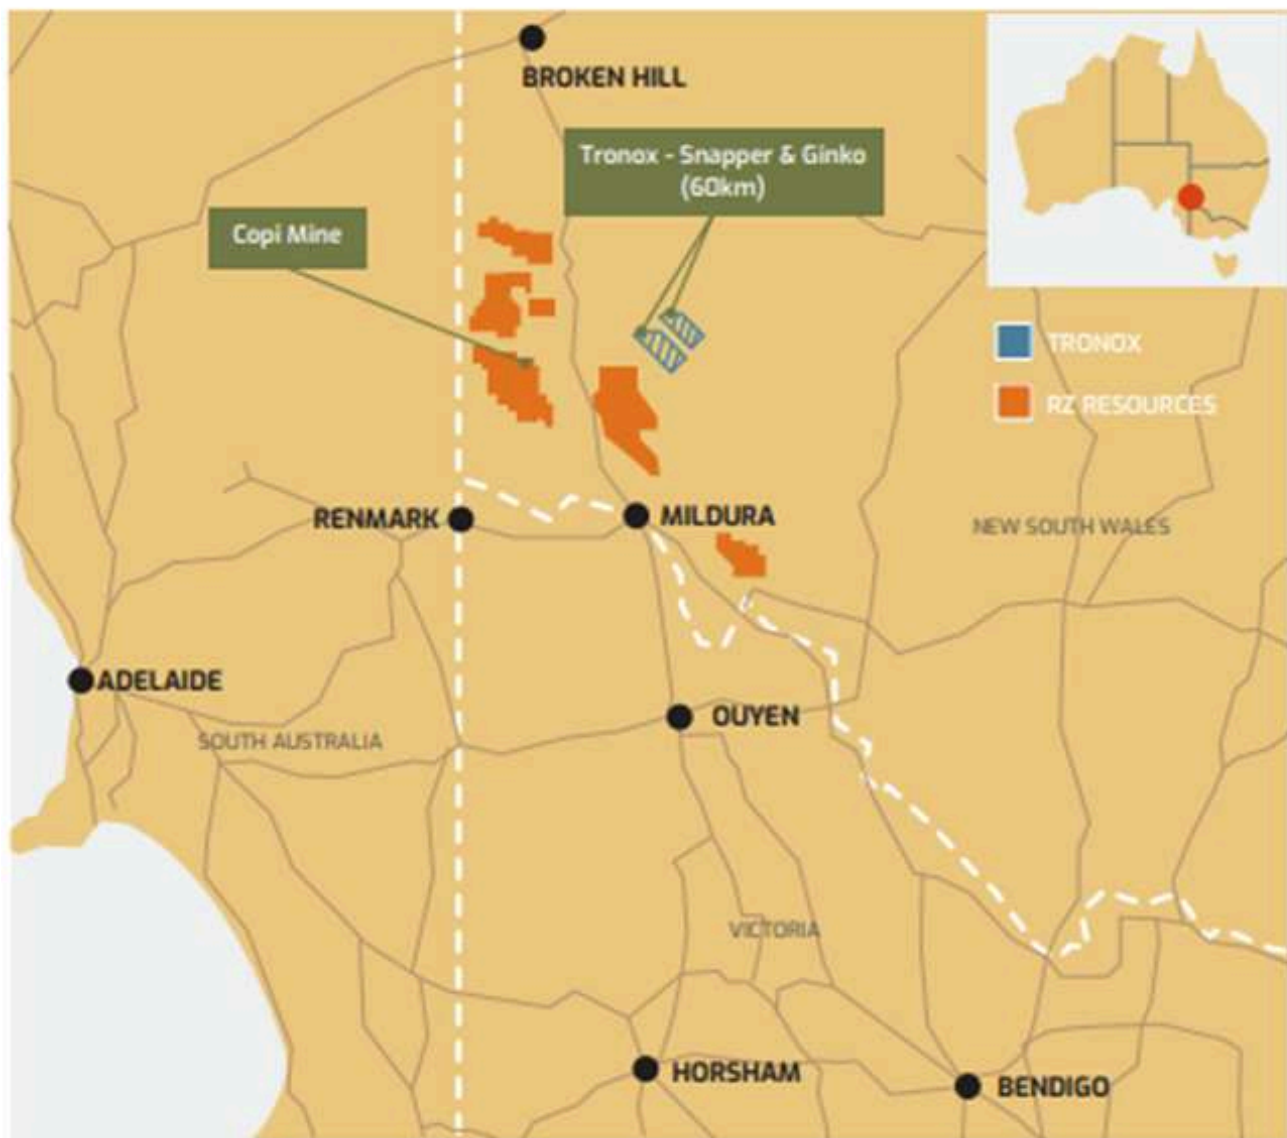 BROKEN HILL
Tronox - Snapper & Ginko
(60km)
Copi Mine
TRONOX
RZ RESOURCES
RENMARK
MILDURA
NEW SOUTH WALES
ADELAIDE
OUYEN
SOUTH AUSTRALIA
VICTORIA
HORSHAM
BENDIGO